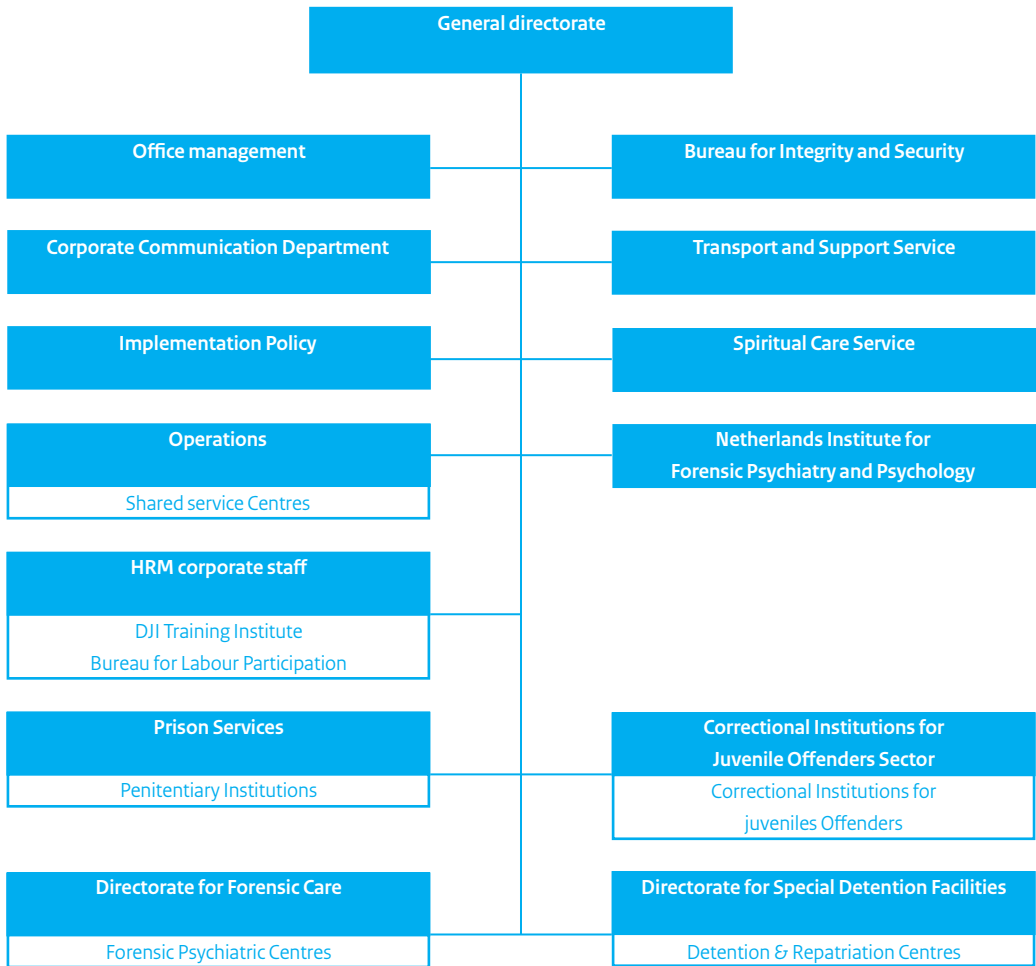 General directorate
Office management
Bureau for Integrity and Security
Corporate Communication Department
Transport and Support Service
Implementation Policy
Spiritual Care Service
Operations
Shared service Centres
Netherlands Institute for
Forensic Psychiatry and Psychology
HRM corporate staff
DJI Training Institute
Bureau for Labour Participation
Prison Services
Penitentiary Institutions
Correctional Institutions for
Juvenile Offenders Sector
Correctional Institutions for
juveniles Offenders
Directorate for Forensic Care
Forensic Psychiatric Centres
Directorate for Special Detention Facilities
Detention & Repatriation Centres